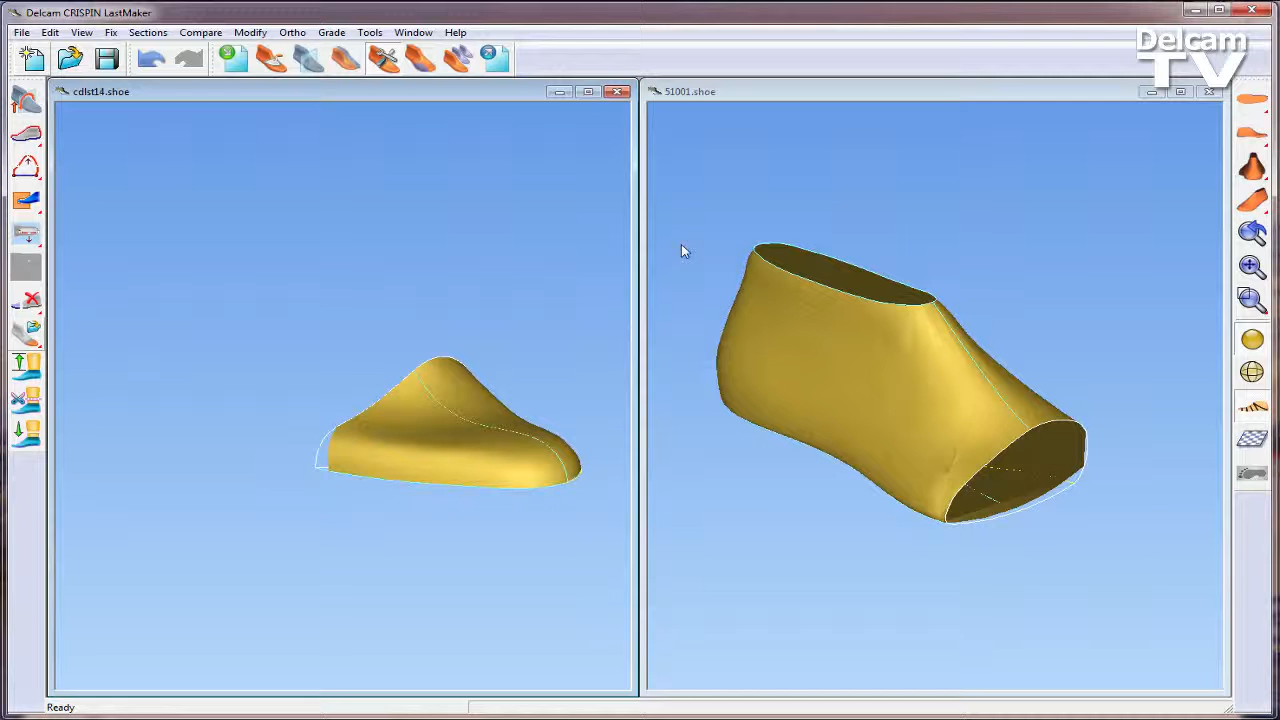 Delcam CRISPIN LastMaker
File Edit View Fix Sections Compare Modify Ortho Grade Tools Window Help
Delcam
TV
cdlst14.shoe
51001.shoe
Ready